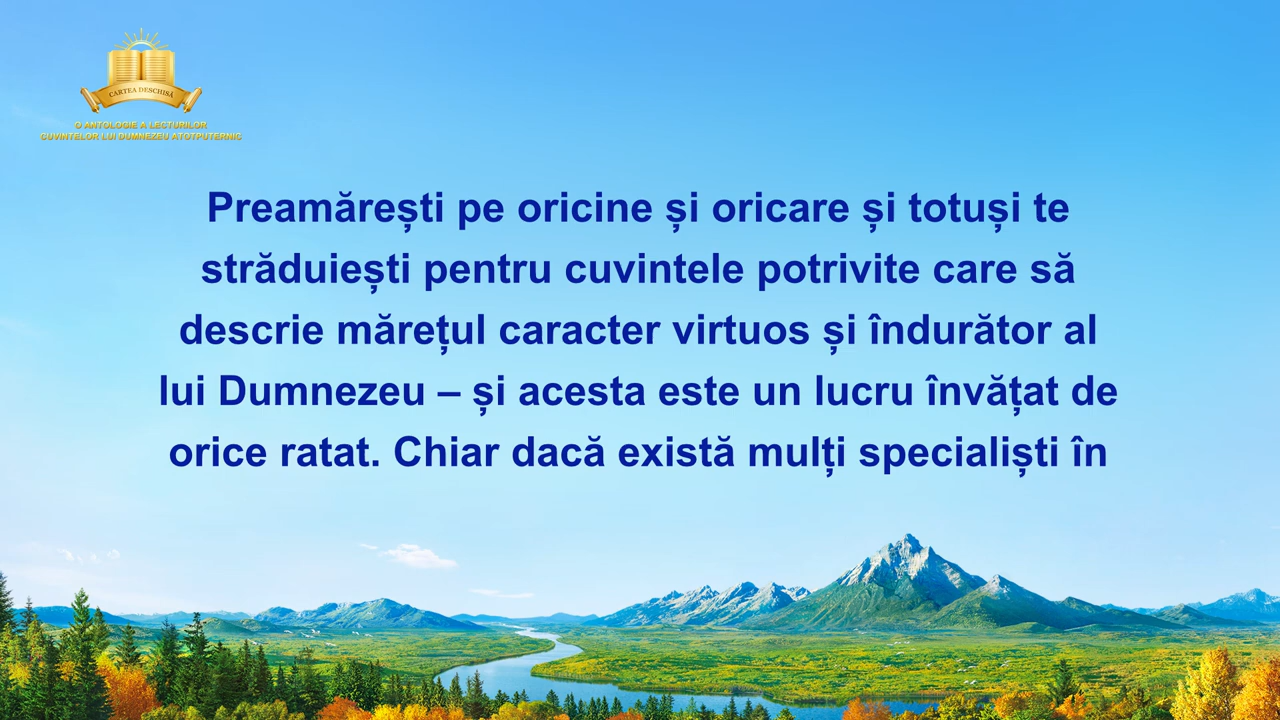 CARTEA DESCHISĂ
O ANTOLOGIE A LECTURILOR
CUVINTELOR LUI DUMNEZEU ATOTPUTERNIC
Preamărești pe oricine și oricare și totuși te
străduiești pentru cuvintele potrivite care să
descrie mărețul caracter virtuos și îndurător al
lui Dumnezeu – și acesta este un lucru învățat de
orice ratat. Chiar dacă există mulți specialiști în